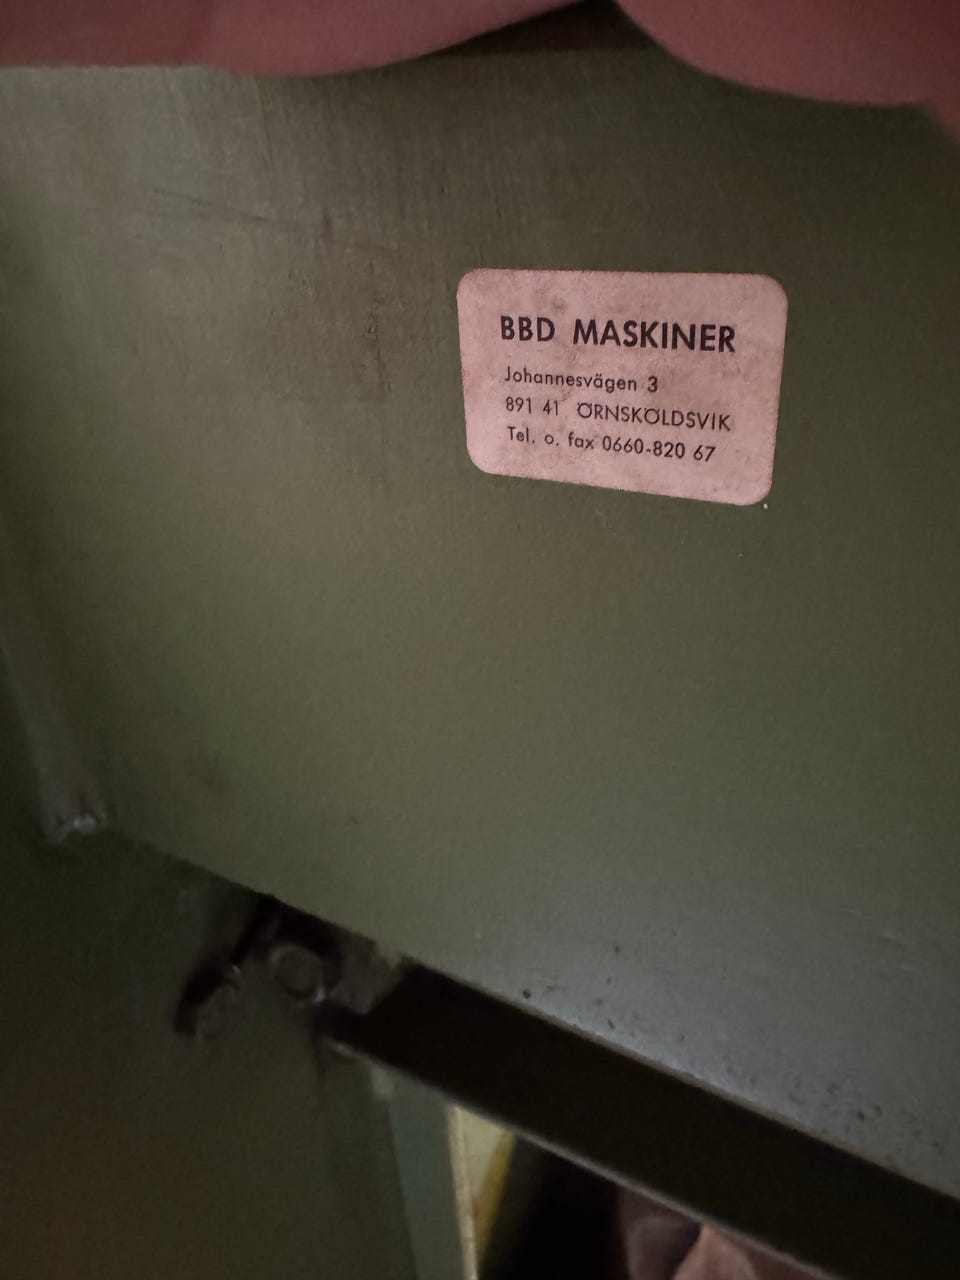 BBD MASKINER
Johannesvägen 3
891 41 ÖRNSKÖLDSVIK
Tel. o. fax 0660-820 67